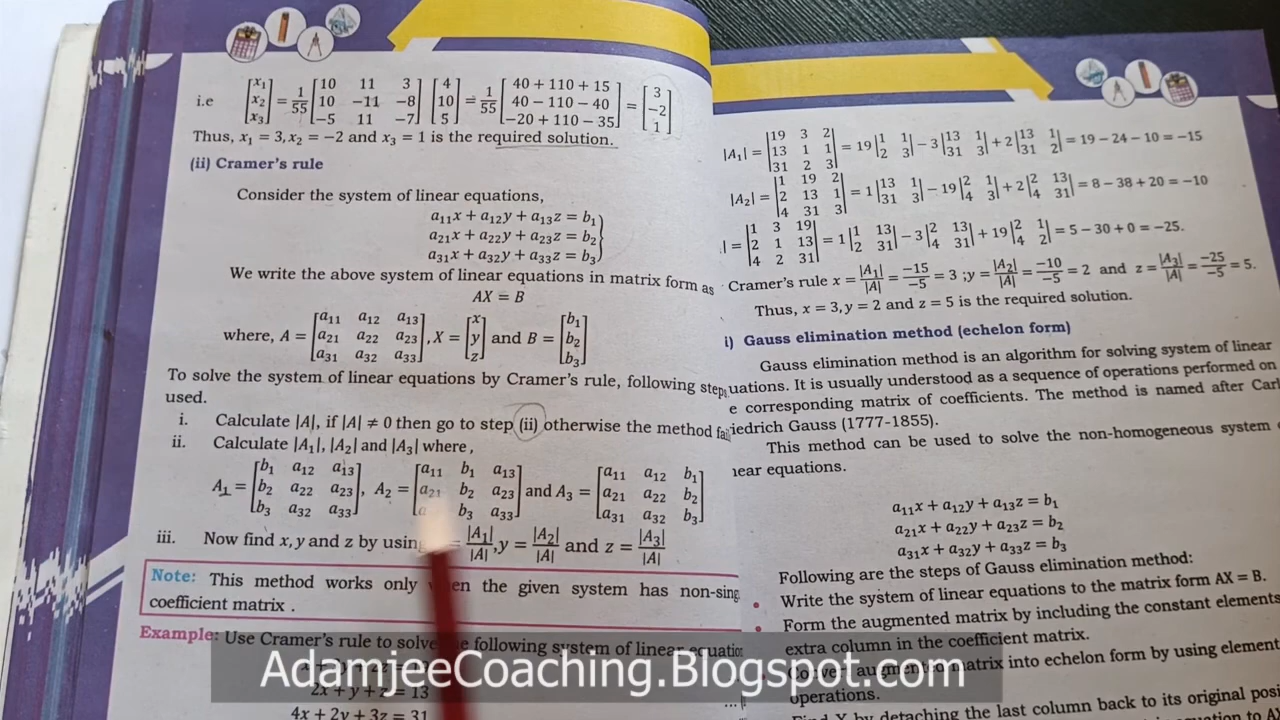 i.e [x₁ x₂ x₃] = 1/55 [10 11 3; 10 −11 −8; −5 11 −7] [4 10 5] = 1/55 [40 + 110 + 15; 40 − 110 − 40; −20 + 110 − 35] = [3 −2 1]
Thus, x₁ = 3, x₂ = −2 and x₃ = 1 is the required solution.
(ii) Cramer's rule
Consider the system of linear equations,
a₁₁x + a₁₂y + a₁₃z = b₁
a₂₁x + a₂₂y + a₂₃z = b₂
a₃₁x + a₃₂y + a₃₃z = b₃
We write the above system of linear equations in matrix form as
AX = B
where, A = [a₁₁ a₁₂ a₁₃; a₂₁ a₂₂ a₂₃; a₃₁ a₃₂ a₃₃], X = [x y z] and B = [b₁ b₂ b₃]
To solve the system of linear equations by Cramer's rule, following steps
used.
i. Calculate |A|, if |A| ≠ 0 then go to step (ii) otherwise the method
ii. Calculate |A₁|, |A₂| and |A₃| where,
A₁ = [b₁ a₁₂ a₁₃; b₂ a₂₂ a₂₃; b₃ a₃₂ a₃₃], A₂ = [a₁₁ b₁ a₁₃; a₂₁ b₂ a₂₃; b₃ a₃₃] and A₃ = [a₁₁ a₁₂ b₁; a₂₁ a₂₂ b₂; a₃₁ a₃₂ b₃]
iii. Now find x, y and z by using = |A₁|/|A|, y = |A₂|/|A| and z = |A₃|/|A|
Note: This method works only when the given system has non-sing
coefficient matrix .
Example: Use Cramer's rule to solve the following system of linear equatio
2x + y + z = 13
4x + 2y + 3z = 31
|A₁| = |19 3 2; 13 1 1; 31 2 3| = 19|1 1; 2 3| − 3|13 1; 31 3| + 2|13 1; 31 2| = 19 − 24 − 10 = −15
|A₂| = |1 19 2; 2 13 1; 4 31 3| = 1|13 1; 31 3| − 19|2 1; 4 3| + 2|2 13; 4 31| = 8 − 38 + 20 = −10
| = |1 3 19; 2 1 13; 4 2 31| = 1|1 13; 2 31| − 3|2 13; 4 31| + 19|2 1; 4 2| = 5 − 30 + 0 = −25.
Cramer's rule x = |A₁|/|A| = −15/−5 = 3 ; y = |A₂|/|A| = −10/−5 = 2 and z = |A₃|/|A| = −25/−5 = 5.
Thus, x = 3, y = 2 and z = 5 is the required solution.
i) Gauss elimination method (echelon form)
Gauss elimination method is an algorithm for solving system of linear
uations. It is usually understood as a sequence of operations performed on
e corresponding matrix of coefficients. The method is named after Carl
iedrich Gauss (1777-1855).
This method can be used to solve the non-homogeneous system
near equations.
a₁₁x + a₁₂y + a₁₃z = b₁
a₂₁x + a₂₂y + a₂₃z = b₂
a₃₁x + a₃₂y + a₃₃z = b₃
Following are the steps of Gauss elimination method:
• Write the system of linear equations to the matrix form AX = B.
• Form the augmented matrix by including the constant elements
extra column in the coefficient matrix.
• Convert augmented matrix into echelon form by using element
operations.
Find X by detaching the last column back to its original posi
AdamjeeCoaching.Blogspot.com